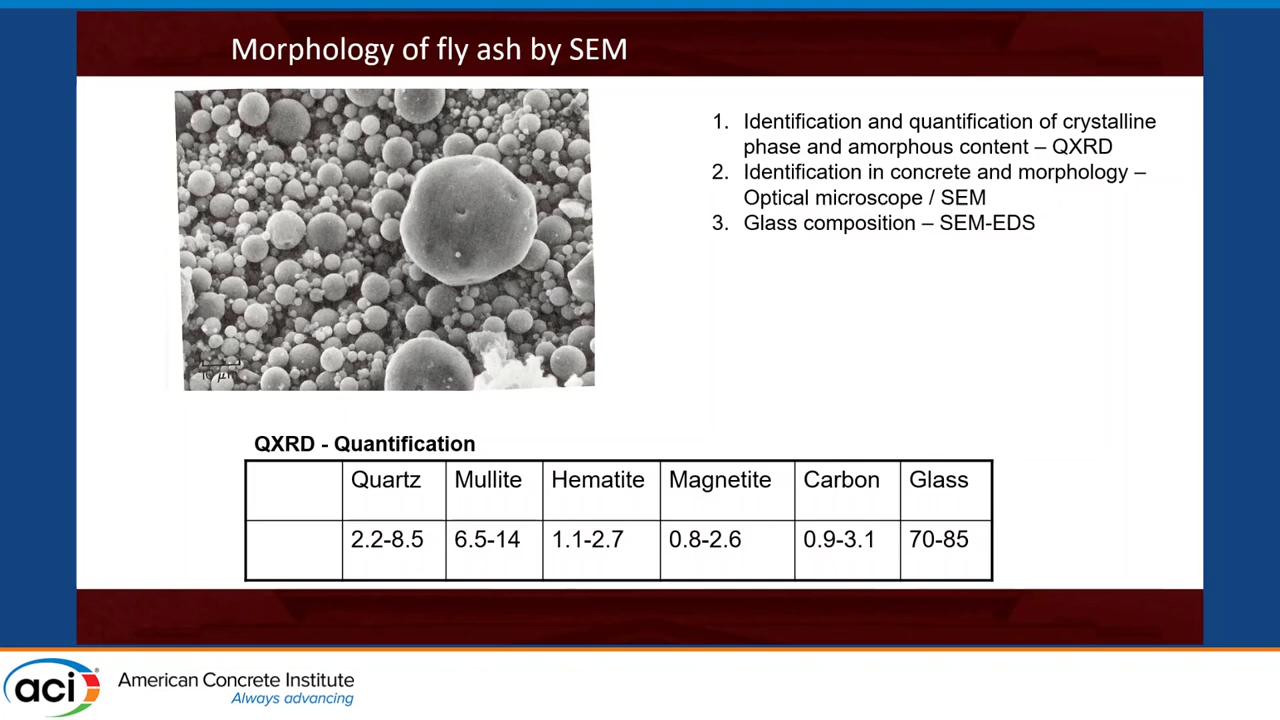 Morphology of fly ash by SEM
1. Identification and quantification of crystalline
phase and amorphous content – QXRD
2. Identification in concrete and morphology –
Optical microscope / SEM
3. Glass composition – SEM-EDS
10 μm
QXRD - Quantification
Quartz Mullite Hematite Magnetite Carbon Glass
2.2-8.5 6.5-14 1.1-2.7 0.8-2.6 0.9-3.1 70-85
aci ® American Concrete Institute
Always advancing